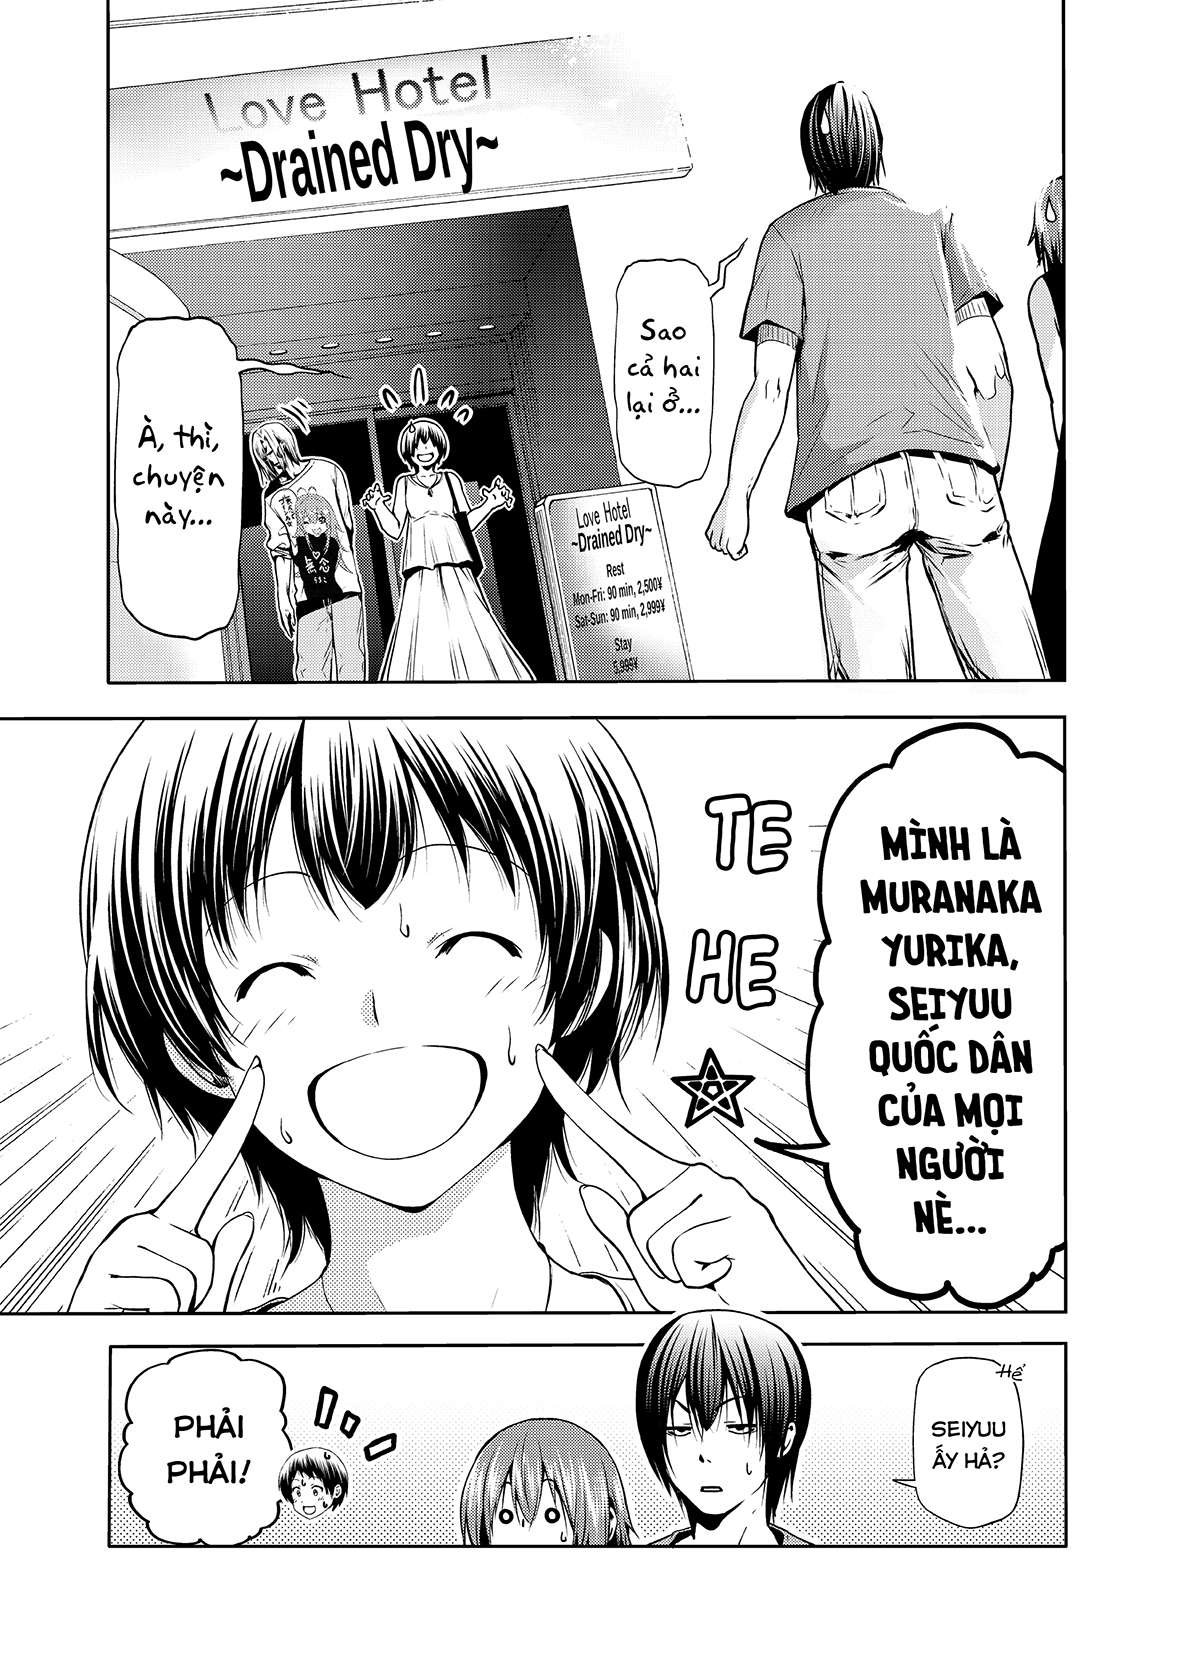 Love Hotel
~Drained Dry~
Sao
cả hai
lại ở...
À, thì,
chuyện
này...
Love Hotel
~Drained Dry~
Rest
Mon-Fri: 90 min, 2,500¥
Sat-Sun: 90 min, 2,999¥
Stay
5,999¥
MÌNH LÀ
MURANAKA
YURIKA,
SEIYUU
QUỐC DÂN
CỦA MỌI
NGƯỜI
NÈ...
TE
HE
Hể
SEIYUU
ẤY HẢ?
PHẢI
PHẢI!